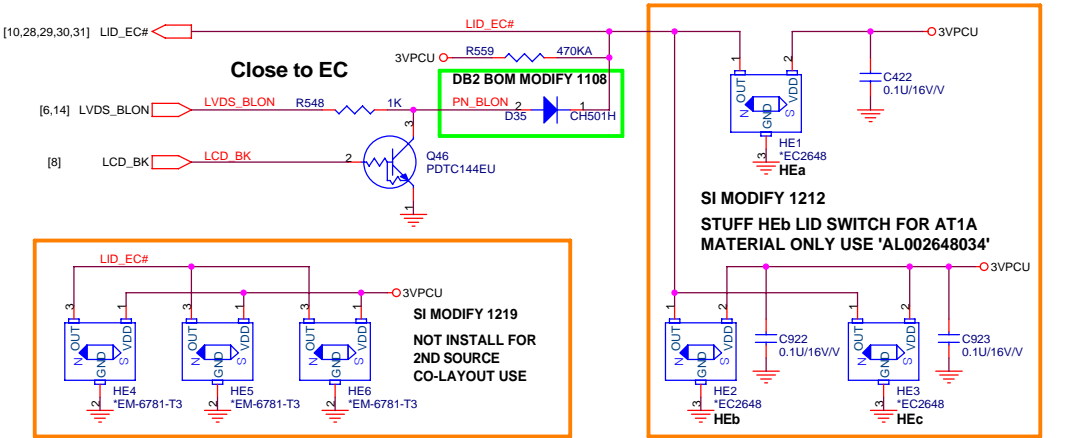 [10,28,29,30,31] LID_EC# LID_EC#
3VPCU R559 470KA
3VPCU
Close to EC
DB2 BOM MODIFY 1108
[6,14] LVDS_BLON LVDS_BLON R548 1K PN_BLON 2 1
D35 CH501H
3
[8] LCD_BK LCD_BK 2
Q46
PDTC144EU
1
1 2
OUT VDD
N S
GND
3
HE1
*EC2648
HEa
C422
0.1U/16V/V
SI MODIFY 1212
STUFF HEb LID SWITCH FOR AT1A
MATERIAL ONLY USE 'AL002648034'
3VPCU
1 2
OUT VDD
N S
GND
3
HE2
*EC2648
HEb
C922
0.1U/16V/V
1 2
OUT VDD
N S
GND
3
HE3
*EC2648
HEc
C923
0.1U/16V/V
LID_EC#
3VPCU
3 1
OUT VDD
N S
GND
2
HE4
*EM-6781-T3
3 1
OUT VDD
N S
GND
2
HE5
*EM-6781-T3
3 1
OUT VDD
N S
GND
2
HE6
*EM-6781-T3
SI MODIFY 1219
NOT INSTALL FOR
2ND SOURCE
CO-LAYOUT USE